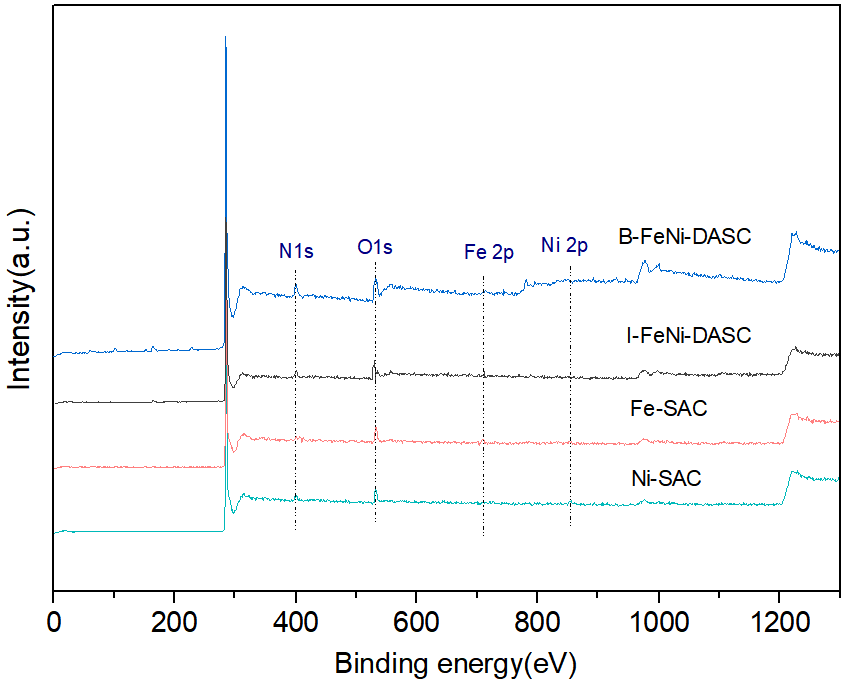 N1s
O1s
Fe 2p
Ni 2p
B-FeNi-DASC
I-FeNi-DASC
Fe-SAC
Ni-SAC
Intensity(a.u.)
0 200 400 600 800 1000 1200
Binding energy(eV)